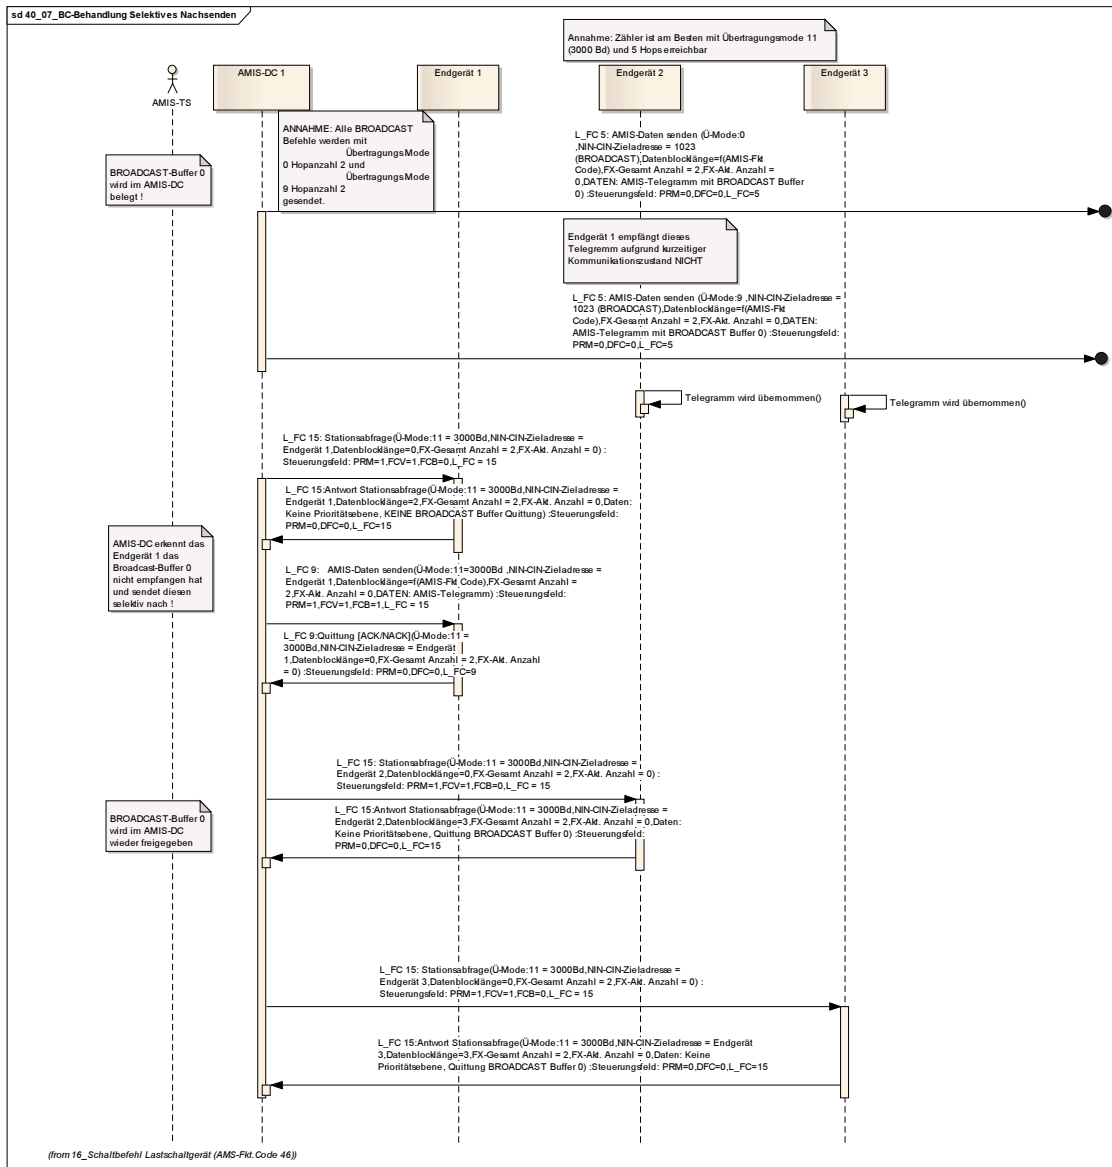 sd 40_07_BC-Behandlung Selektives Nachsenden
Annahme: Zähler ist am Besten mit Übertragungsmode 11
(3000 Bd) und 5 Hops erreichbar
AMIS-TS
AMIS-DC 1
Endgerät 1
Endgerät 2
Endgerät 3
ANNAHME: Alle BROADCAST
Befehle werden mit
ÜbertragungsMode
0 Hopanzahl 2 und
ÜbertragungsMode
9 Hopanzahl 2
gesendet.
BROADCAST-Buffer 0
wird im AMIS-DC
belegt !
L_FC 5: AMIS-Daten senden (Ü-Mode:0
,NIN-CIN-Zieladresse = 1023
(BROADCAST),Datenblocklänge=f(AMIS-Fkt
Code),FX-Gesamt Anzahl = 2,FX-Akt. Anzahl =
0,DATEN: AMIS-Telegramm mit BROADCAST Buffer
0) :Steuerungsfeld: PRM=0,DFC=0,L_FC=5
Endgerät 1 empfängt dieses
Telegremm aufgrund kurzeitiger
Kommunikationszustand NICHT
L_FC 5: AMIS-Daten senden (Ü-Mode:9 ,NIN-CIN-Zieladresse =
1023 (BROADCAST),Datenblocklänge=f(AMIS-Fkt
Code),FX-Gesamt Anzahl = 2,FX-Akt. Anzahl = 0,DATEN:
AMIS-Telegramm mit BROADCAST Buffer 0) :Steuerungsfeld:
PRM=0,DFC=0,L_FC=5
Telegramm wird übernommen()
Telegramm wird übernommen()
L_FC 15: Stationsabfrage(Ü-Mode:11 = 3000Bd,NIN-CIN-Zieladresse =
Endgerät 1,Datenblocklänge=0,FX-Gesamt Anzahl = 2,FX-Akt. Anzahl = 0) :
Steuerungsfeld: PRM=1,FCV=1,FCB=0,L_FC = 15
L_FC 15:Antwort Stationsabfrage(Ü-Mode:11 = 3000Bd,NIN-CIN-Zieladresse =
Endgerät 1,Datenblocklänge=2,FX-Gesamt Anzahl = 2,FX-Akt. Anzahl = 0,Daten:
Keine Prioritätsebene, KEINE BROADCAST Buffer Quittung) :Steuerungsfeld:
PRM=0,DFC=0,L_FC=15
AMIS-DC erkennt das
Endgerät 1 das
Broadcast-Buffer 0
nicht empfangen hat
und sendet diesen
selektiv nach !
L_FC 9: AMIS-Daten senden(Ü-Mode:11=3000Bd ,NIN-CIN-Zieladresse =
Endgerät 1,Datenblocklänge=f(AMIS-Fkt Code),FX-Gesamt Anzahl =
2,FX-Akt. Anzahl = 0,DATEN: AMIS-Telegramm) :Steuerungsfeld:
PRM=1,FCV=1,FCB=1,L_FC = 15
L_FC 9:Quittung [ACK/NACK](Ü-Mode:11 =
3000Bd,NIN-CIN-Zieladresse = Endgerät
1,Datenblocklänge=0,FX-Gesamt Anzahl = 2,FX-Akt. Anzahl
= 0) :Steuerungsfeld: PRM=0,DFC=0,L_FC=9
L_FC 15: Stationsabfrage(Ü-Mode:11 = 3000Bd,NIN-CIN-Zieladresse =
Endgerät 2,Datenblocklänge=0,FX-Gesamt Anzahl = 2,FX-Akt. Anzahl = 0) :
Steuerungsfeld: PRM=1,FCV=1,FCB=0,L_FC = 15
BROADCAST-Buffer 0
wird im AMIS-DC
wieder freigegeben
L_FC 15:Antwort Stationsabfrage(Ü-Mode:11 = 3000Bd,NIN-CIN-Zieladresse =
Endgerät 2,Datenblocklänge=3,FX-Gesamt Anzahl = 2,FX-Akt. Anzahl = 0,Daten:
Keine Prioritätsebene, Quittung BROADCAST Buffer 0) :Steuerungsfeld:
PRM=0,DFC=0,L_FC=15
L_FC 15: Stationsabfrage(Ü-Mode:11 = 3000Bd,NIN-CIN-Zieladresse =
Endgerät 3,Datenblocklänge=0,FX-Gesamt Anzahl = 2,FX-Akt. Anzahl = 0) :
Steuerungsfeld: PRM=1,FCV=1,FCB=0,L_FC = 15
L_FC 15:Antwort Stationsabfrage(Ü-Mode:11 = 3000Bd,NIN-CIN-Zieladresse = Endgerät
3,Datenblocklänge=3,FX-Gesamt Anzahl = 2,FX-Akt. Anzahl = 0,Daten: Keine
Prioritätsebene, Quittung BROADCAST Buffer 0) :Steuerungsfeld: PRM=0,DFC=0,L_FC=15
(from 16_Schaltbefehl Lastschaltgerät (AMS-Fkt.Code 46))